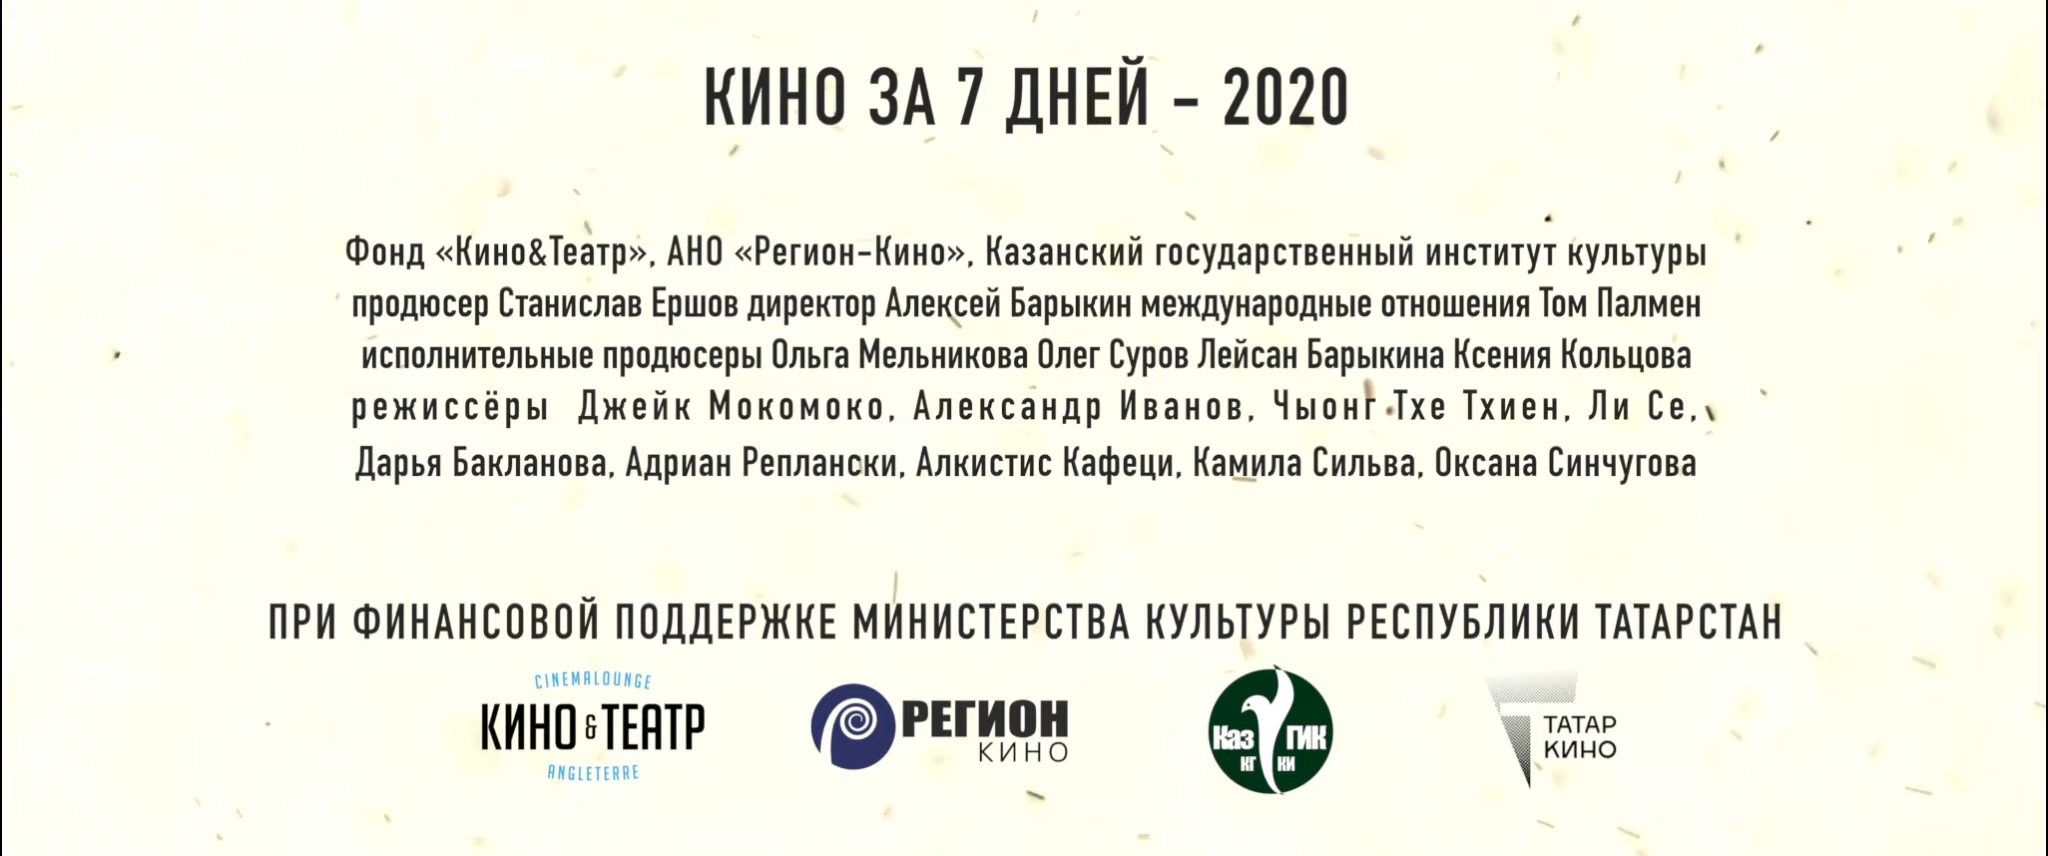 КИНО ЗА 7 ДНЕЙ - 2020
Фонд «Кино&Театр», АНО «Регион-Кино», Казанский государственный институт культуры
продюсер Станислав Ершов директор Алексей Барыкин международные отношения Том Палмен
исполнительные продюсеры Ольга Мельникова Олег Суров Лейсан Барыкина Ксения Кольцова
режиссёры Джейк Мокомоко, Александр Иванов, Чыонг Тхе Тхиен, Ли Се,
Дарья Бакланова, Адриан Реплански, Алкистис Кафеци, Камила Сильва, Оксана Синчугова
ПРИ ФИНАНСОВОЙ ПОДДЕРЖКЕ МИНИСТЕРСТВА КУЛЬТУРЫ РЕСПУБЛИКИ ТАТАРСТАН
CINEMALOUNGE
КИНО & ТЕАТР
ANGLETERRE
РЕГИОН
КИНО
Каз ГИК
КГ КИ
ТАТАР
КИНО